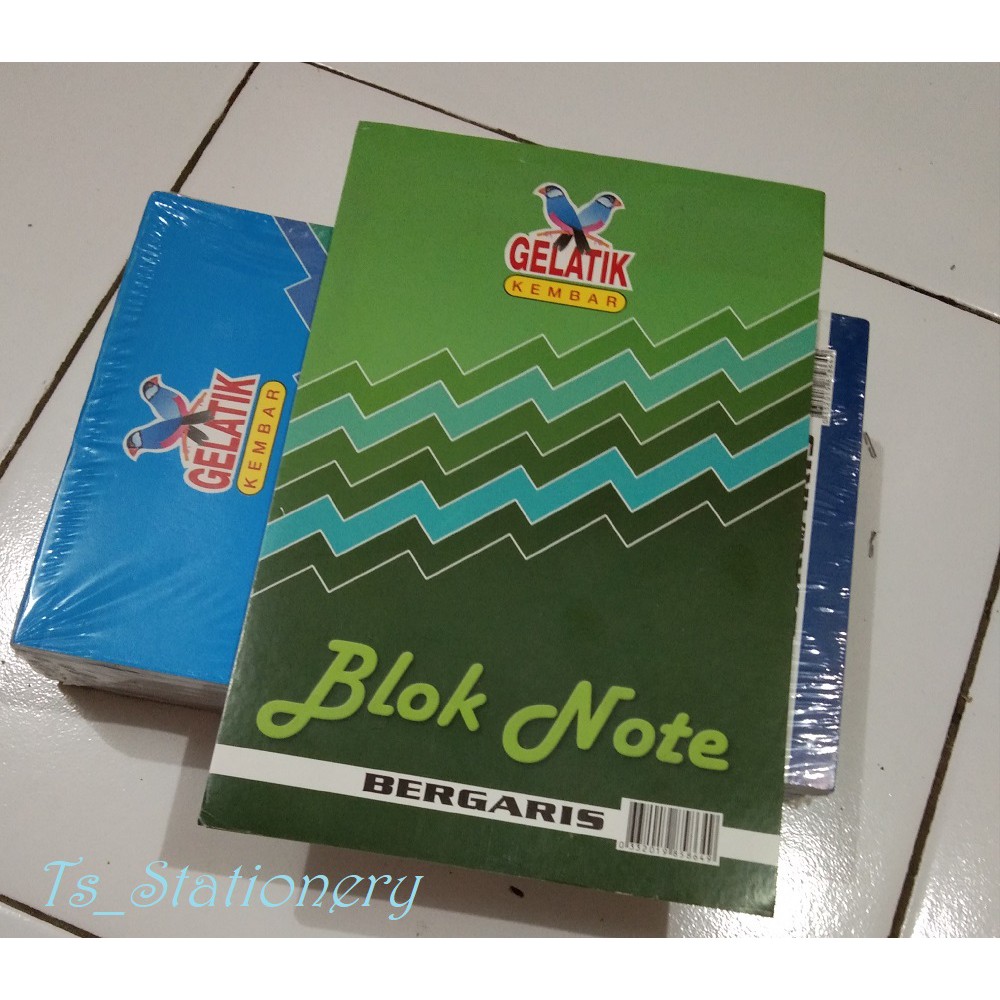 GELATIK
KEMBAR
GELATIK
KEMBAR
Blok Note
BERGARIS
Ts_Stationery